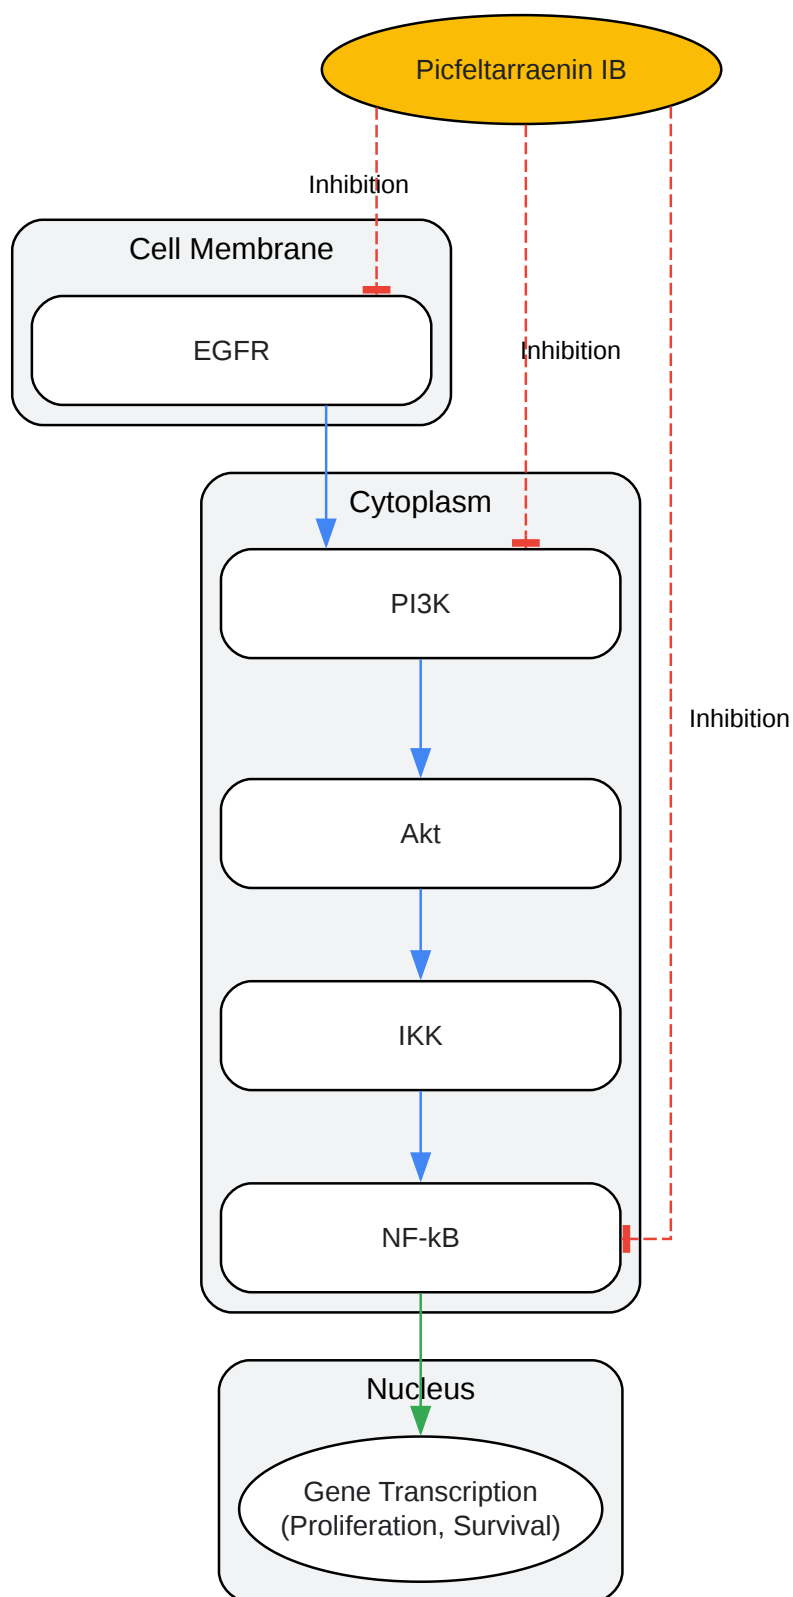 Picfeltarraenin IB
Inhibition
Cell Membrane
EGFR
Inhibition
Cytoplasm
PI3K
Inhibition
Akt
IKK
NF-kB
Nucleus
Gene Transcription
(Proliferation, Survival)